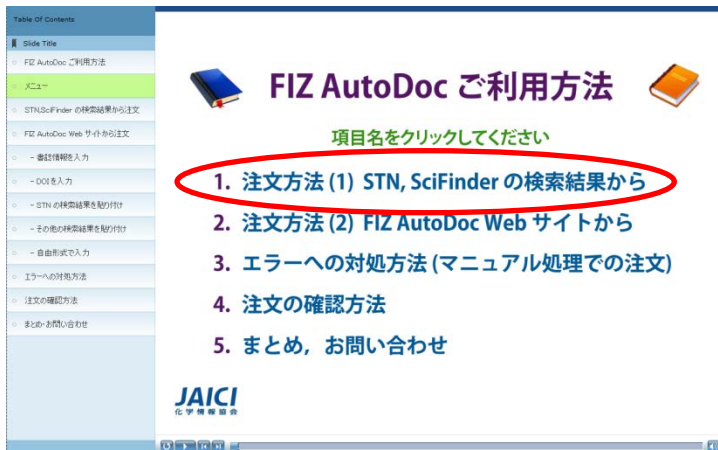 Table Of Contents
Slide Title
FIZ AutoDoc ご利用方法
メニュー
STN,SciFinder の検索結果から注文
FIZ AutoDoc Web サイトから注文
- 書誌情報を入力
- DOIを入力
- STN の検索結果を貼り付け
- その他の検索結果を貼り付け
- 自由形式で入力
エラーへの対処方法
注文の確認方法
まとめ・お問い合わせ
FIZ AutoDoc ご利用方法
項目名をクリックしてください
1. 注文方法 (1) STN, SciFinder の検索結果から
2. 注文方法 (2) FIZ AutoDoc Web サイトから
3. エラーへの対処方法 (マニュアル処理での注文)
4. 注文の確認方法
5. まとめ，お問い合わせ
JAICI
化学情報協会